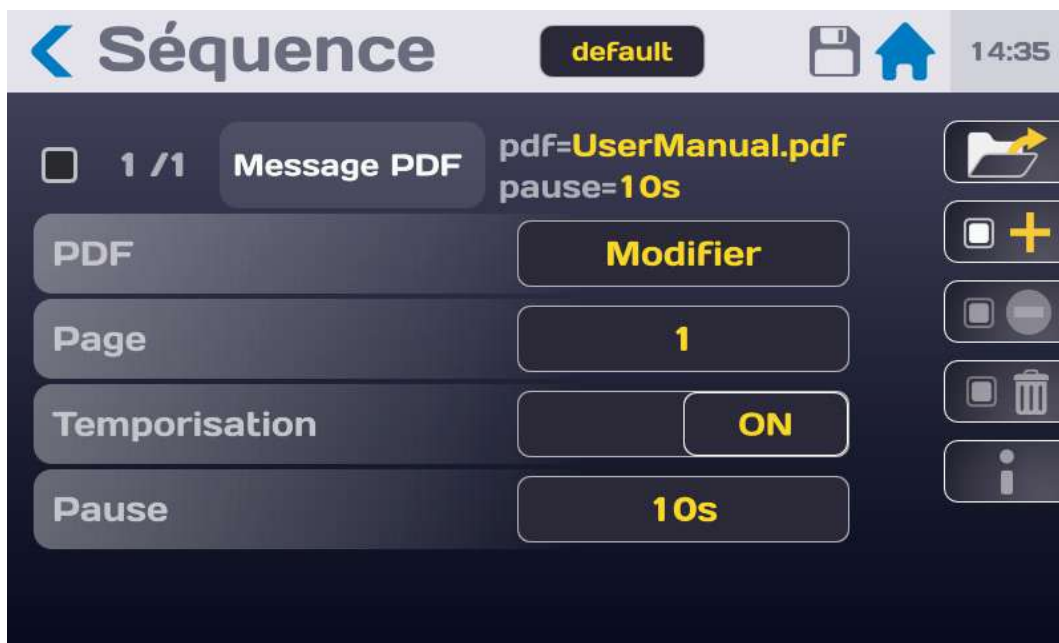 Séquence default 14:35
1 /1 Message PDF pdf=UserManual.pdf
pause=10s
PDF Modifier
Page 1
Temporisation ON
Pause 10s